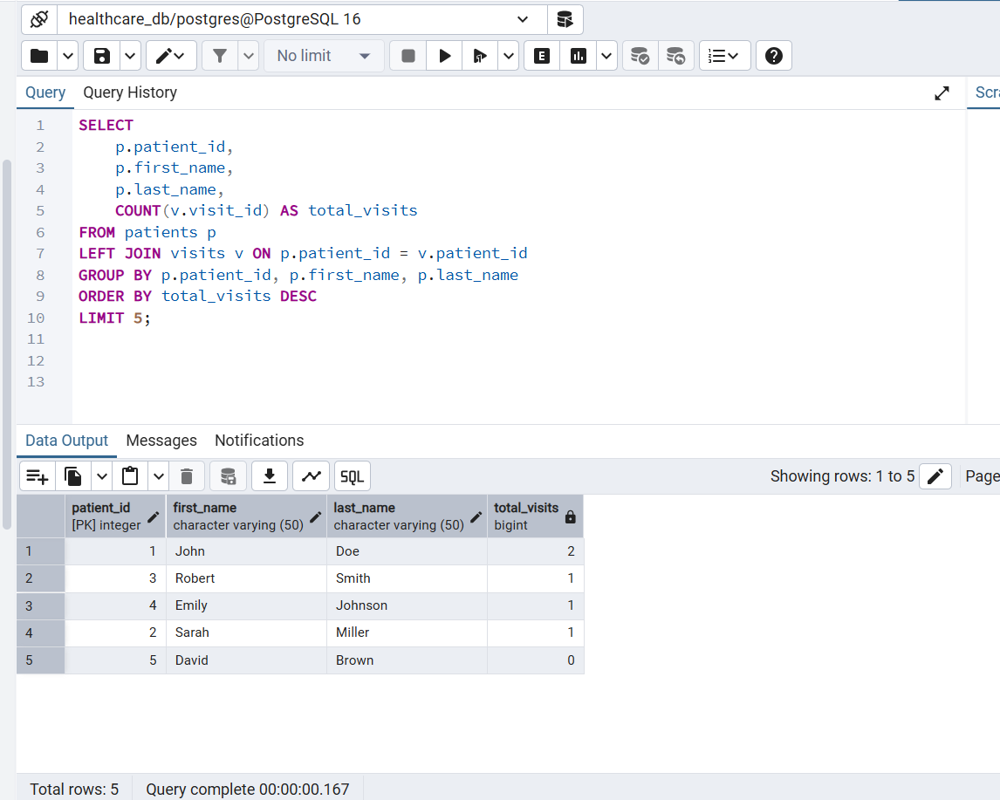 healthcare_db/postgres@PostgreSQL 16
No limit
E
Query Query History
1 SELECT
2     p.patient_id,
3     p.first_name,
4     p.last_name,
5     COUNT(v.visit_id) AS total_visits
6 FROM patients p
7 LEFT JOIN visits v ON p.patient_id = v.patient_id
8 GROUP BY p.patient_id, p.first_name, p.last_name
9 ORDER BY total_visits DESC
10 LIMIT 5;
11
12
13
Scra
Data Output Messages Notifications
SQL Showing rows: 1 to 5 Page
patient_id first_name last_name total_visits
[PK] integer character varying (50) character varying (50) bigint
1 1 John Doe 2
2 3 Robert Smith 1
3 4 Emily Johnson 1
4 2 Sarah Miller 1
5 5 David Brown 0
Total rows: 5 Query complete 00:00:00.167